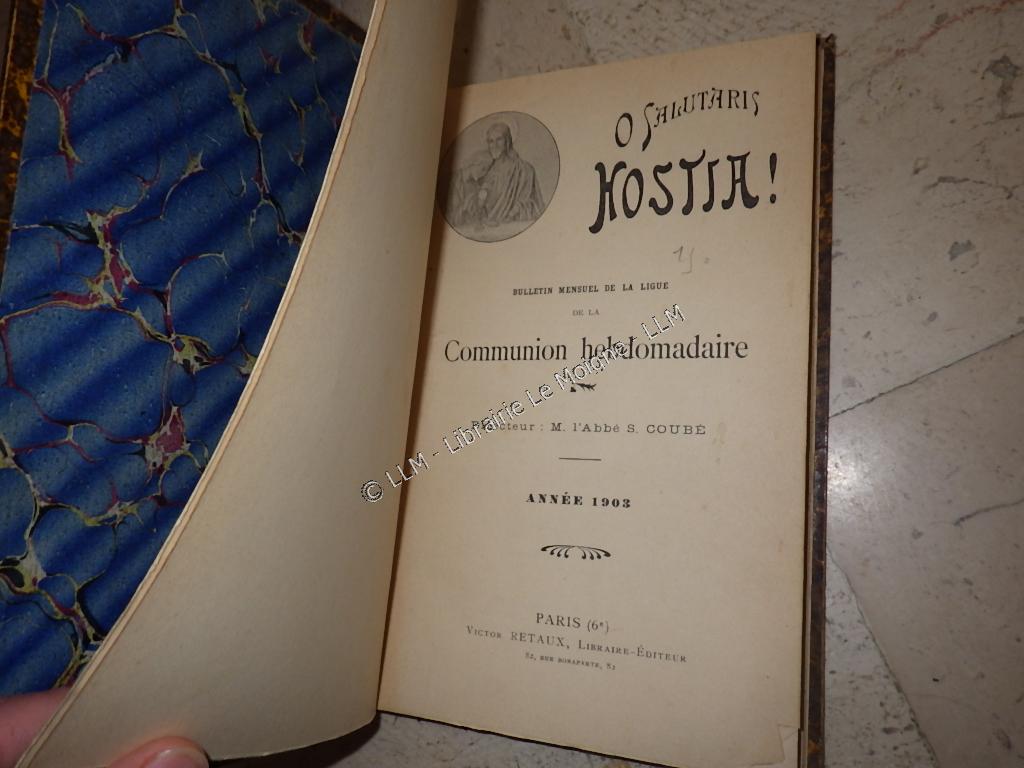 O SALUTARIS
HOSTIA!
BULLETIN MENSUEL DE LA LIGUE
DE LA
Communion hebdomadaire
Directeur : M. l'Abbé S. COUBÉ
ANNÉE 1903
PARIS (6e)
VICTOR RETAUX, LIBRAIRE-ÉDITEUR
82, RUE BONAPARTE, 82
© LLM - Librairie Le Moigne - LLM